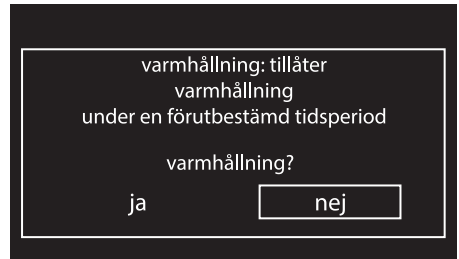 varmhållning: tillåter
varmhållning
under en förutbestämd tidsperiod
varmhållning?
ja nej